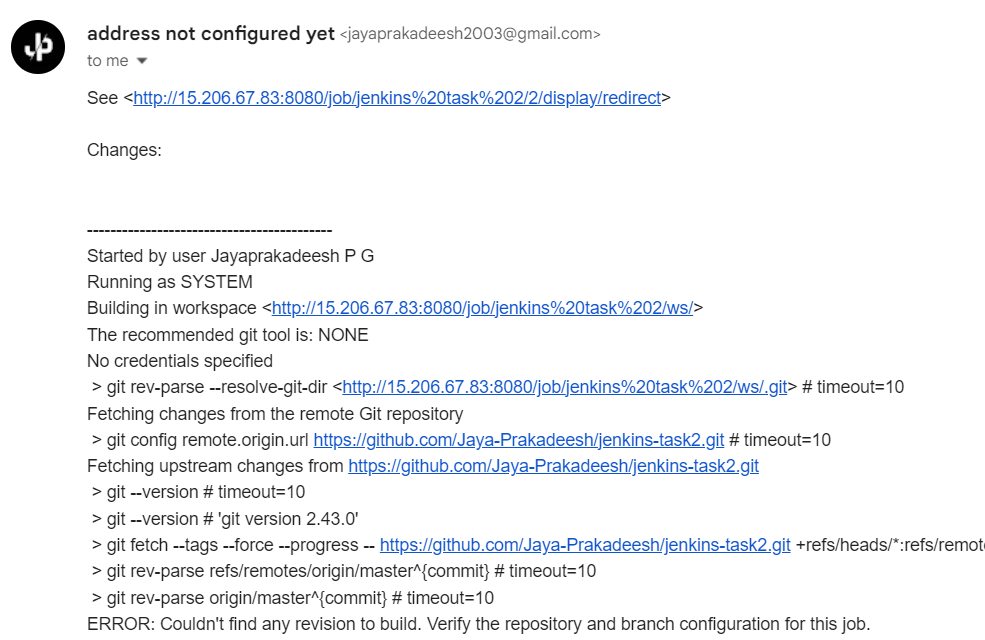 JP
address not configured yet <jayaprakadeesh2003@gmail.com>
to me
See <http://15.206.67.83:8080/job/jenkins%20task%202/2/display/redirect>
Changes:
------------------------------------------
Started by user Jayaprakadeesh P G
Running as SYSTEM
Building in workspace <http://15.206.67.83:8080/job/jenkins%20task%202/ws/>
The recommended git tool is: NONE
No credentials specified
> git rev-parse --resolve-git-dir <http://15.206.67.83:8080/job/jenkins%20task%202/ws/.git> # timeout=10
Fetching changes from the remote Git repository
> git config remote.origin.url https://github.com/Jaya-Prakadeesh/jenkins-task2.git # timeout=10
Fetching upstream changes from https://github.com/Jaya-Prakadeesh/jenkins-task2.git
> git --version # timeout=10
> git --version # 'git version 2.43.0'
> git fetch --tags --force --progress -- https://github.com/Jaya-Prakadeesh/jenkins-task2.git +refs/heads/*:refs/remot
> git rev-parse refs/remotes/origin/master^{commit} # timeout=10
> git rev-parse origin/master^{commit} # timeout=10
ERROR: Couldn't find any revision to build. Verify the repository and branch configuration for this job.